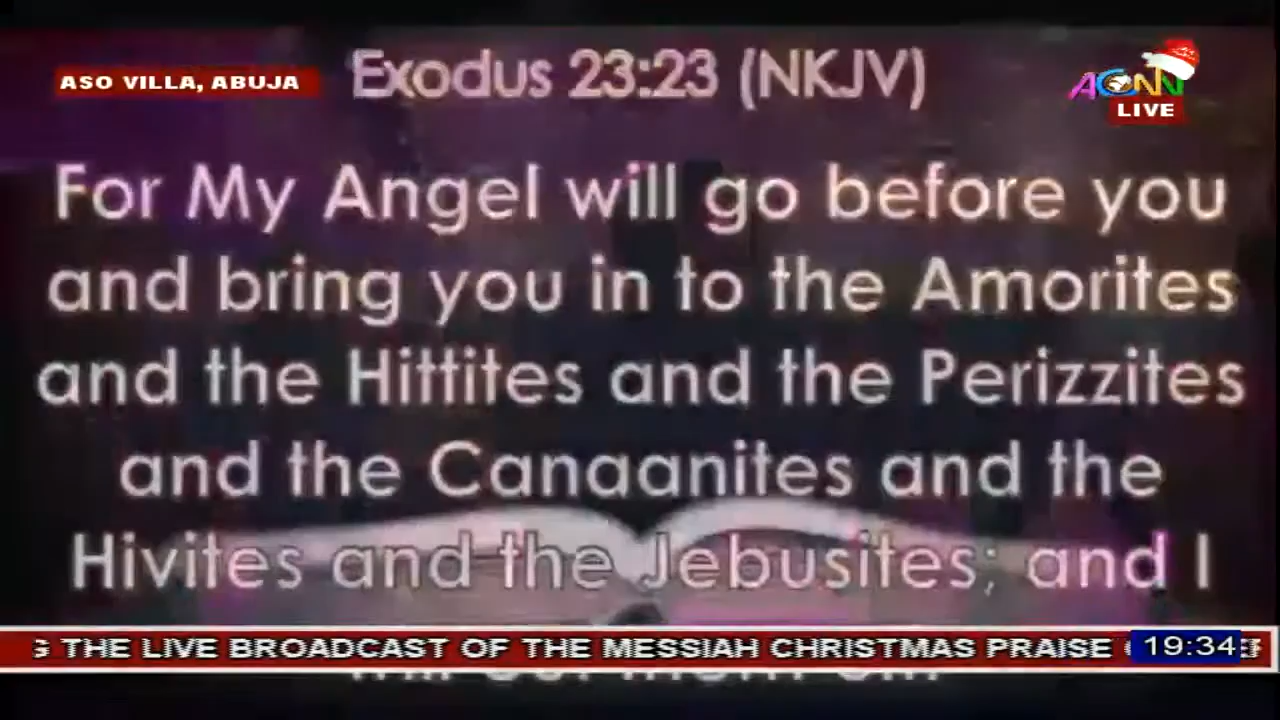 Exodus 23:23 (NKJV)
ASO VILLA, ABUJA
AGNN
LIVE
For My Angel will go before you
and bring you in to the Amorites
and the Hittites and the Perizzites
and the Canaanites and the
Hivites and the Jebusites; and I
THE LIVE BROADCAST OF THE MESSIAH CHRISTMAS PRAISE
19:34